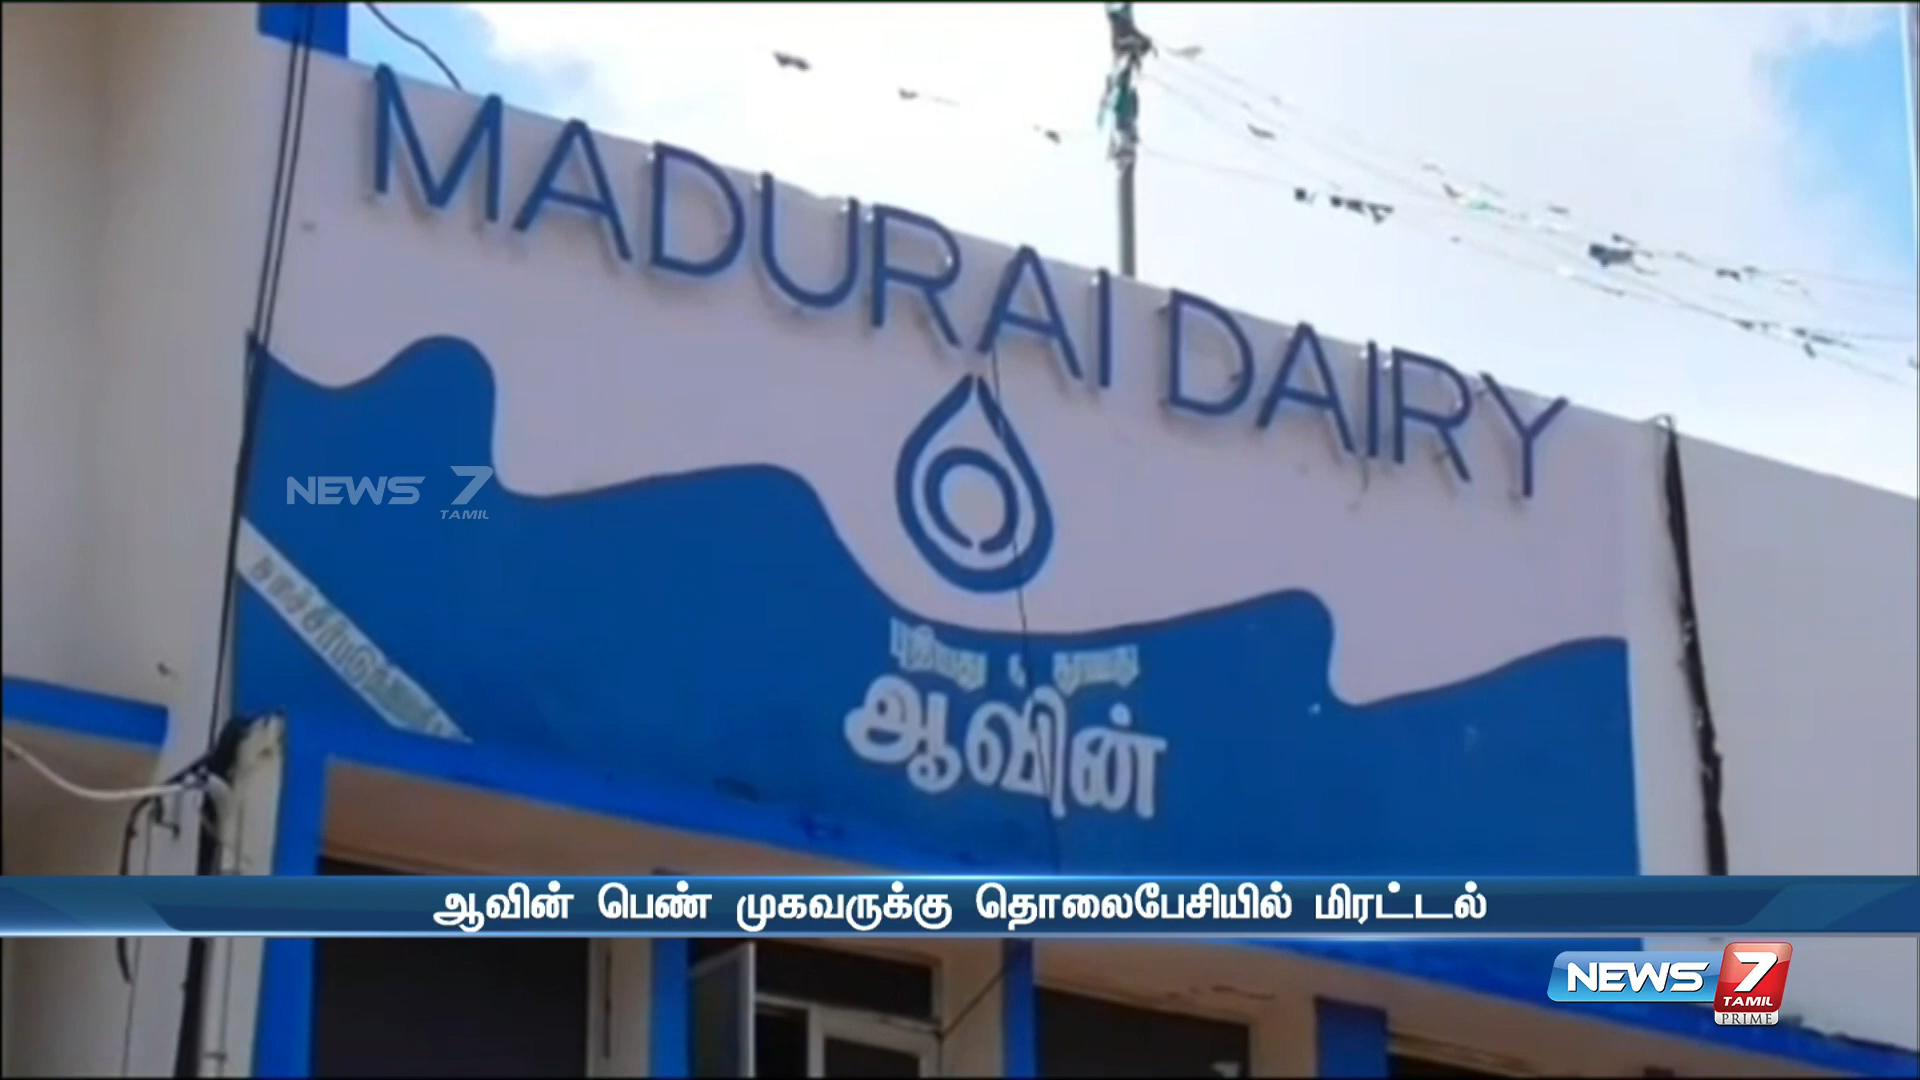 MADURAI DAIRY
NEWS 7
TAMIL
ஆவின்
ஆவின் பெண் முகவருக்கு தொலைபேசியில் மிரட்டல்
NEWS 7
TAMIL
PRIME